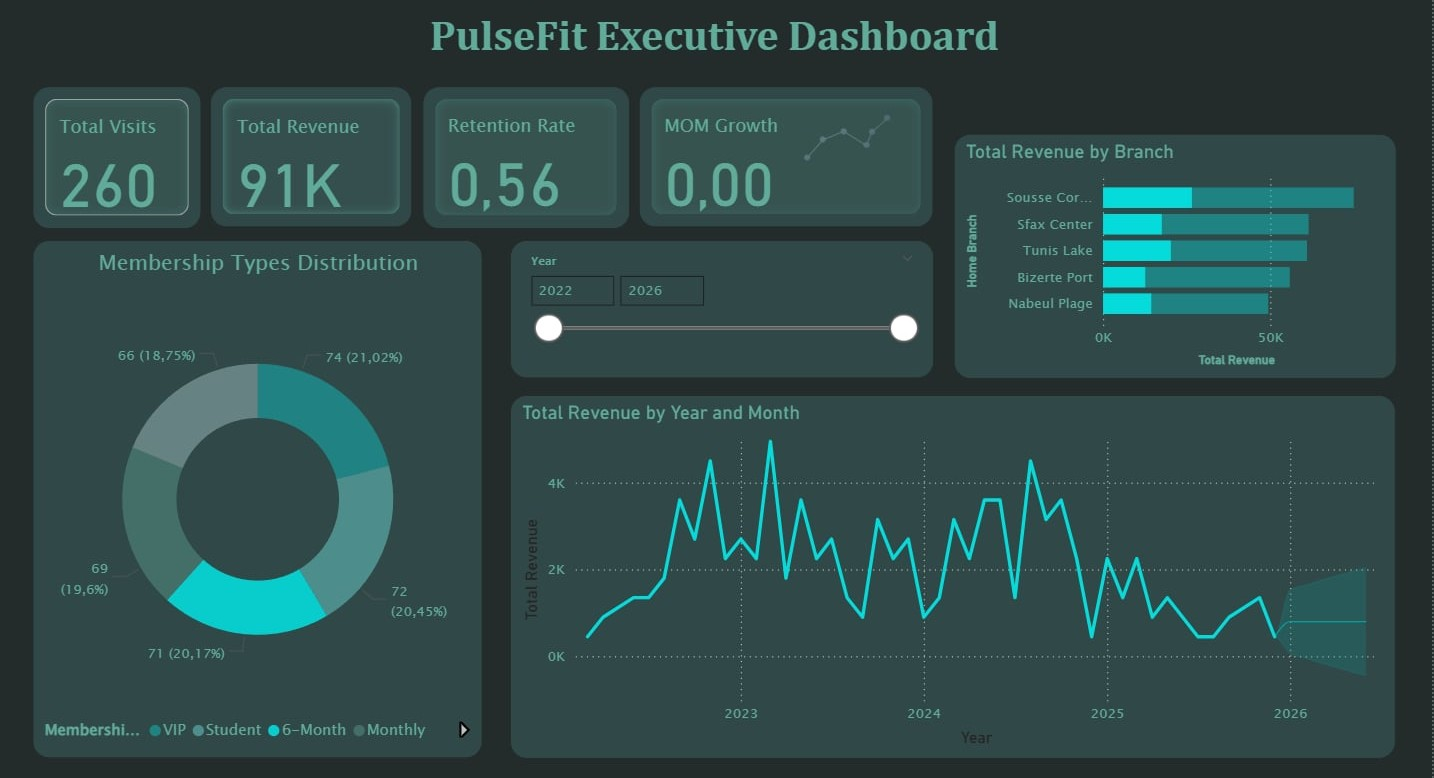 PulseFit Executive Dashboard
Total Visits
260
Total Revenue
91K
Retention Rate
0,56
MOM Growth
0,00
Total Revenue by Branch
Home Branch
Sousse Cor...
Sfax Center
Tunis Lake
Bizerte Port
Nabeul Plage
0K
50K
Total Revenue
Membership Types Distribution
66 (18,75%)
74 (21,02%)
69
(19,6%)
72
(20,45%)
71 (20,17%)
Membershi...
VIP
Student
6-Month
Monthly
Year
2022
2026
Total Revenue by Year and Month
Total Revenue
4K
2K
0K
2023
2024
2025
2026
Year